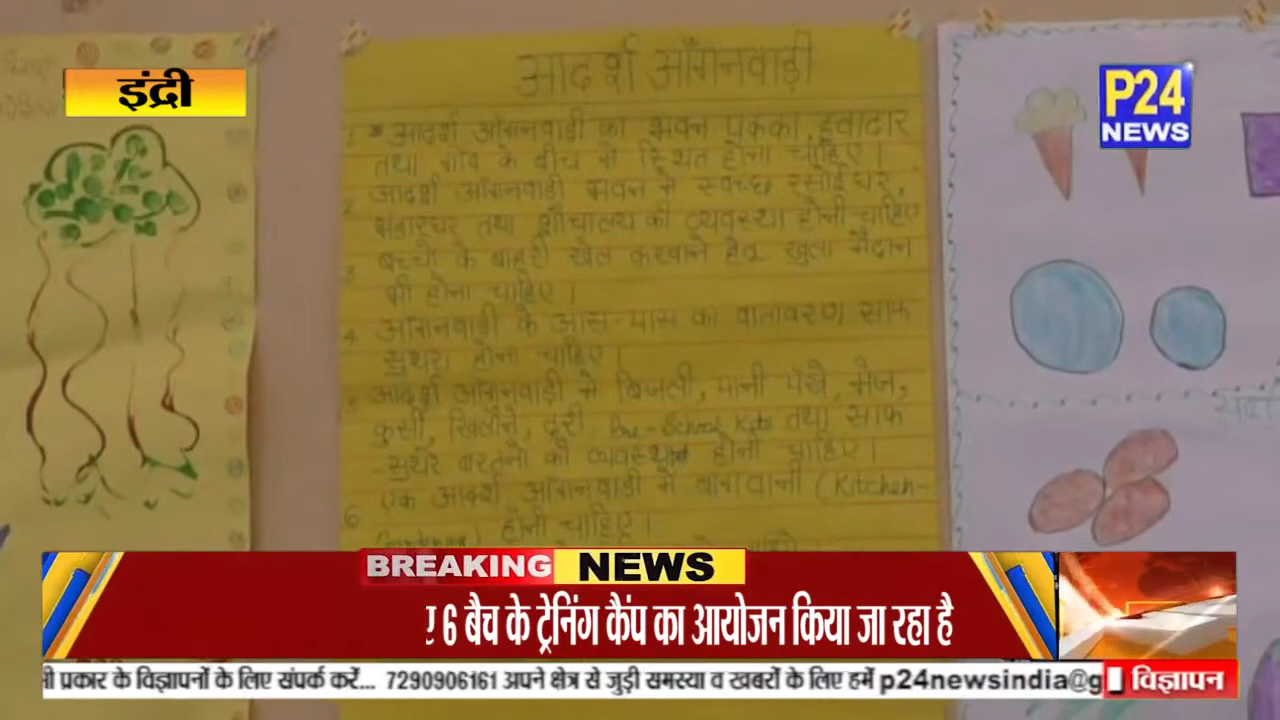 इंद्री
P24
NEWS
आदर्श आँगनवाड़ी
1 आदर्श आँगनवाड़ी का भवन पक्का, हवादार
तथा गांव के बीच में स्थित होना चाहिए।
2 आदर्श आँगनवाड़ी भवन में स्वच्छ रसोईघर,
भंडारघर तथा शौचालय की व्यवस्था होनी चाहिए
3 बच्चो के बाहरी खेल करवाने हेतू खुला मैदान
भी होना चाहिए।
4 आँगनवाड़ी के आस-पास का वातावरण साफ
सुथरा होना चाहिए।
5 आदर्श आँगनवाड़ी में बिजली, पानी पंखे, मेज,
कुर्सी, खिलौने, दरी, Pre-School Kits तथा साफ
सुथरे बरतनो की व्यवस्था होनी चाहिए।
6 एक आदर्श आँगनवाड़ी में बागवानी (Kitchen-
Gardening) होनी चाहिए।
BREAKING NEWS
ए 6 बैच के ट्रेनिंग कैंप का आयोजन किया जा रहा है
ी प्रकार के विज्ञापनों के लिए संपर्क करें... 7290906161 अपने क्षेत्र से जुड़ी समस्या व खबरों के लिए हमें p24newsindia@g
विज्ञापन